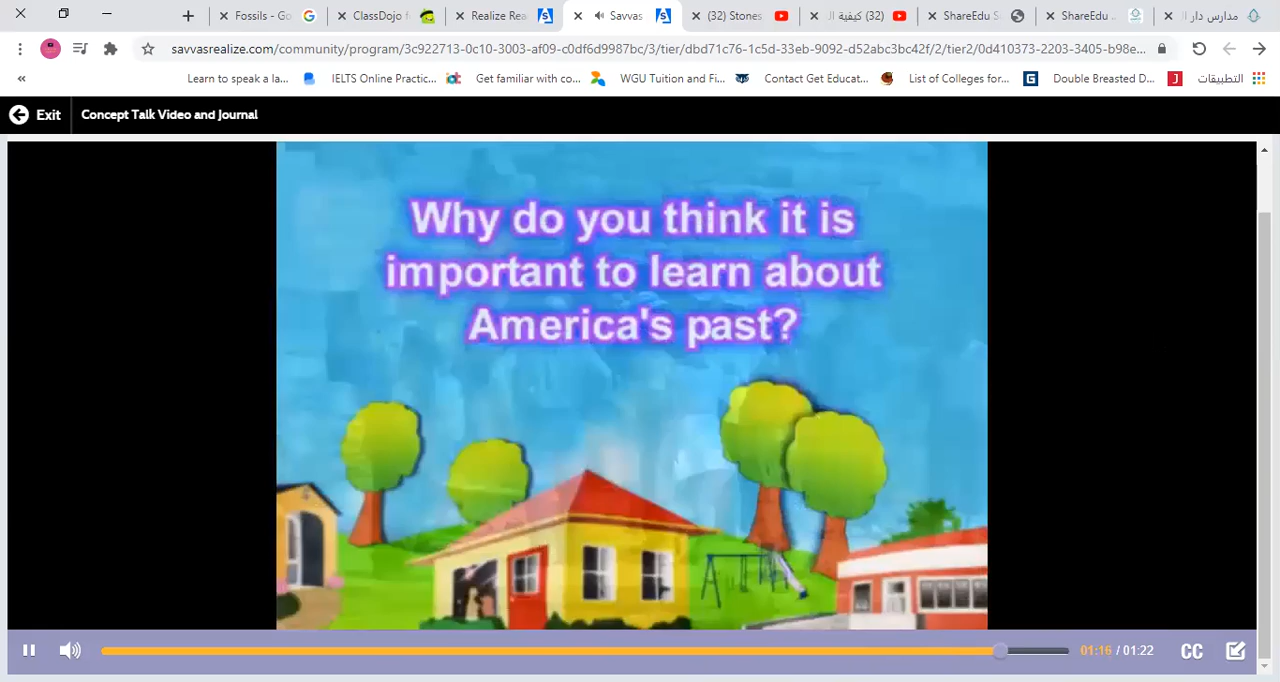 Fossils - Go
ClassDojo f
Realize Rea
Savvas
(32) Stones
(32) كيفية ال
ShareEdu S
ShareEdu
مدارس دار ال
savvasrealize.com/community/program/3c922713-0c10-3003-af09-c0df6d9987bc/3/tier/dbd71c76-1c5d-33eb-9092-d52abc3bc42f/2/tier2/0d410373-2203-3405-b98e...
Learn to speak a la...
IELTS Online Practic...
Get familiar with co...
WGU Tuition and Fi...
Contact Get Educat...
List of Colleges for...
Double Breasted D...
التطبيقات
Exit
Concept Talk Video and Journal
Why do you think it is
important to learn about
America's past?
01:16 / 01:22
CC